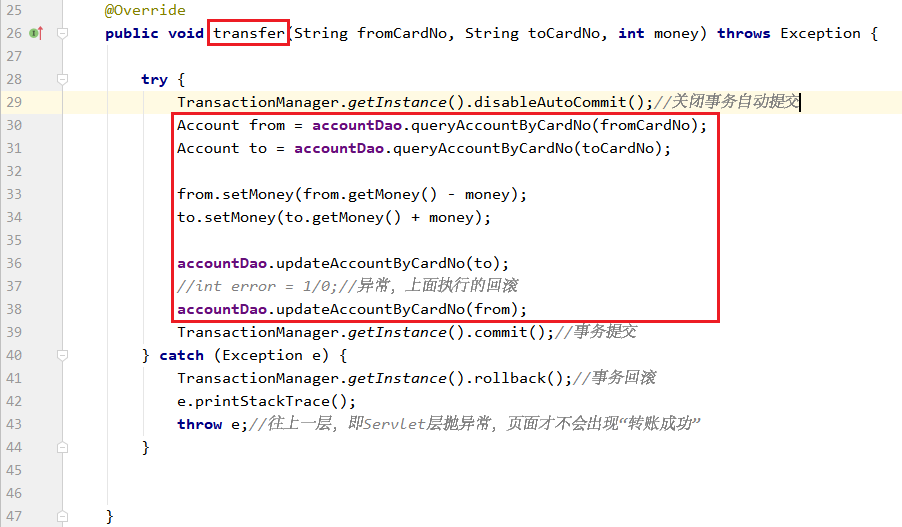 25 @Override
26 public void transfer(String fromCardNo, String toCardNo, int money) throws Exception {
27
28 try {
29 TransactionManager.getInstance().disableAutoCommit();//关闭事务自动提交
30 Account from = accountDao.queryAccountByCardNo(fromCardNo);
31 Account to = accountDao.queryAccountByCardNo(toCardNo);
32
33 from.setMoney(from.getMoney() - money);
34 to.setMoney(to.getMoney() + money);
35
36 accountDao.updateAccountByCardNo(to);
37 //int error = 1/0;//异常，上面执行的回滚
38 accountDao.updateAccountByCardNo(from);
39 TransactionManager.getInstance().commit();//事务提交
40 } catch (Exception e) {
41 TransactionManager.getInstance().rollback();//事务回滚
42 e.printStackTrace();
43 throw e;//往上一层，即Servlet层抛异常，页面才不会出现“转账成功”
44 }
45
46
47 }